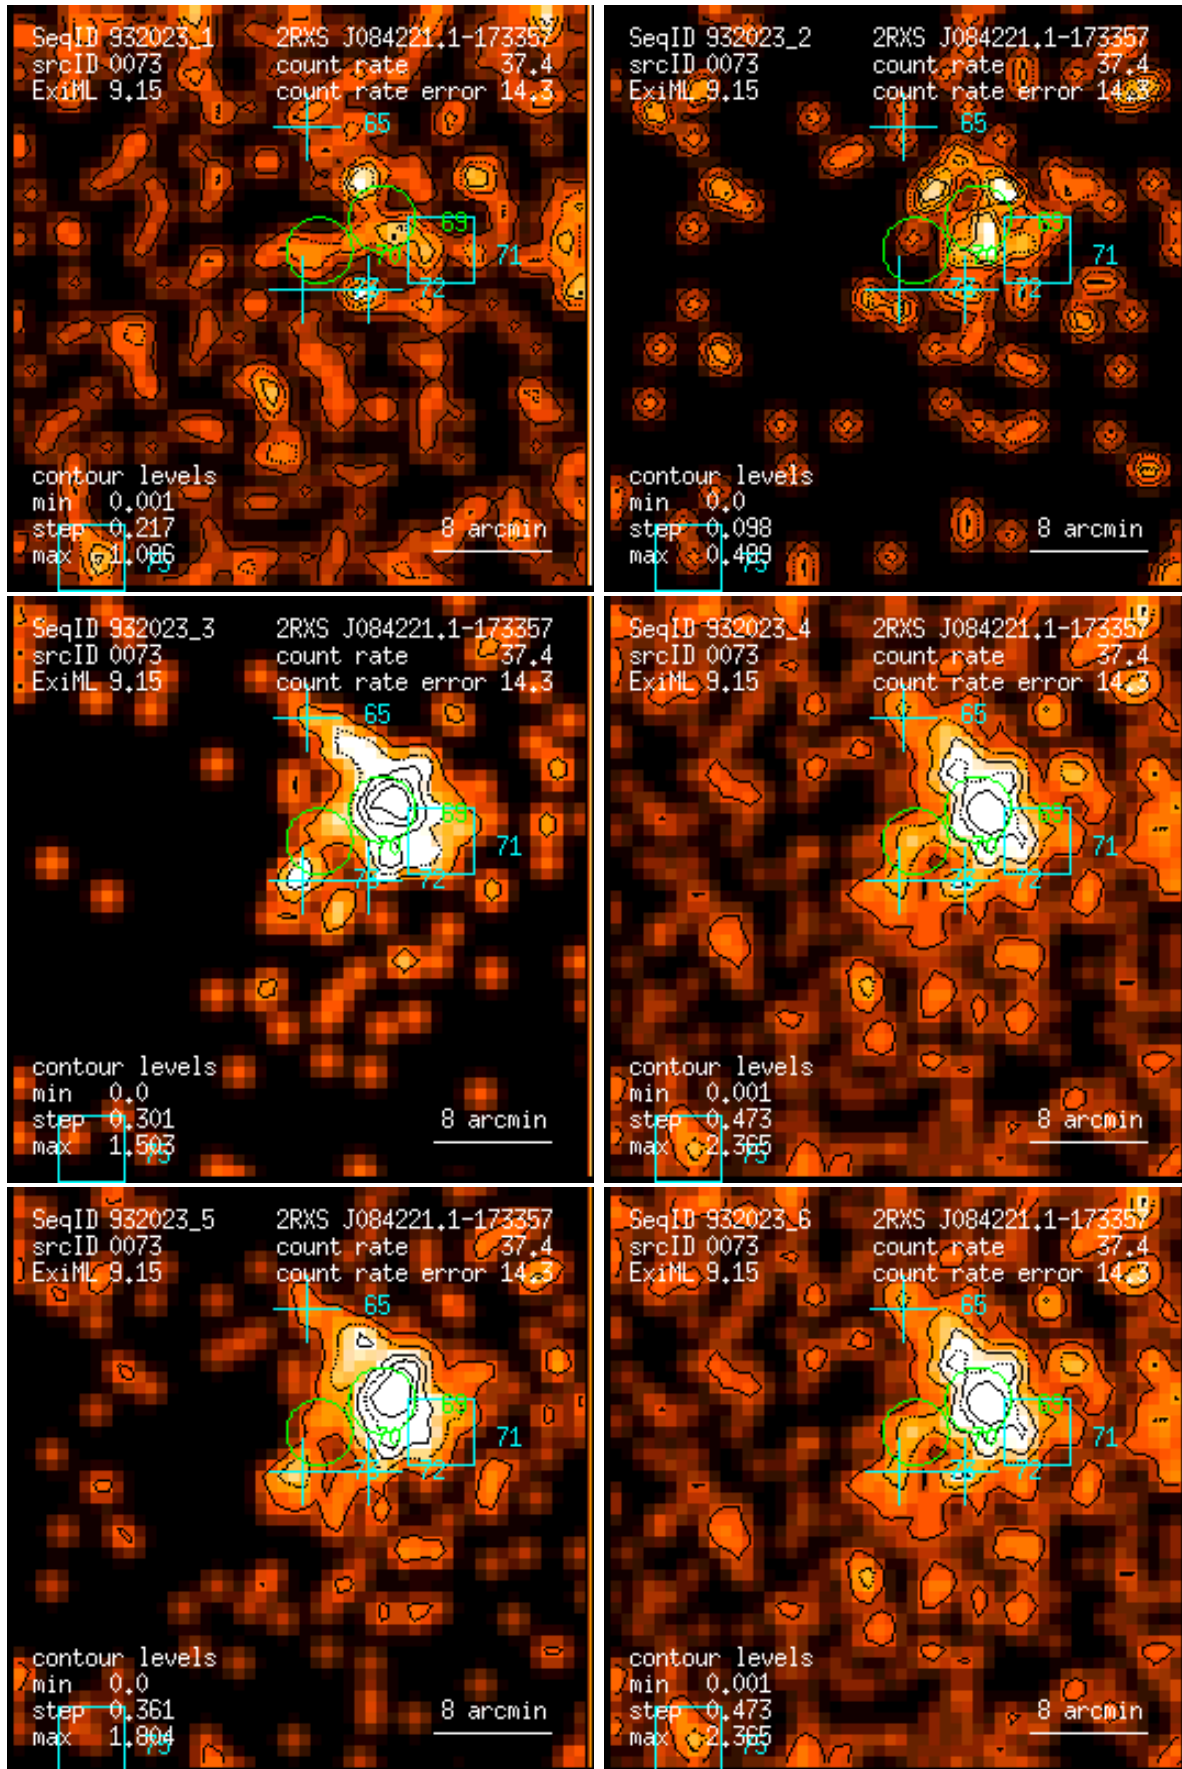 SeqID 932023_1 2RXS J084221.1-173357
srcID 0073 count rate 37.4
ExiML 9.15 count rate error 14.3
65
69
70 71
73 72
contour levels
min 0.001
step 0.217 8 arcmin
max 1.086 75
SeqID 932023_2 2RXS J084221.1-173357
srcID 0073 count rate 37.4
ExiML 9.15 count rate error 14.3
65
69
70 71
73 72
contour levels
min 0.0
step 0.098 8 arcmin
max 0.489 75
SeqID 932023_3 2RXS J084221.1-173357
srcID 0073 count rate 37.4
ExiML 9.15 count rate error 14.3
65
69
70 71
73 72
contour levels
min 0.0
step 0.301 8 arcmin
max 1.503 75
SeqID 932023_4 2RXS J084221.1-173357
srcID 0073 count rate 37.4
ExiML 9.15 count rate error 14.3
65
69
70 71
73 72
contour levels
min 0.001
step 0.473 8 arcmin
max 2.365 75
SeqID 932023_5 2RXS J084221.1-173357
srcID 0073 count rate 37.4
ExiML 9.15 count rate error 14.3
65
69
70 71
73 72
contour levels
min 0.0
step 0.361 8 arcmin
max 1.804 75
SeqID 932023_6 2RXS J084221.1-173357
srcID 0073 count rate 37.4
ExiML 9.15 count rate error 14.3
65
69
70 71
73 72
contour levels
min 0.001
step 0.473 8 arcmin
max 2.365 75